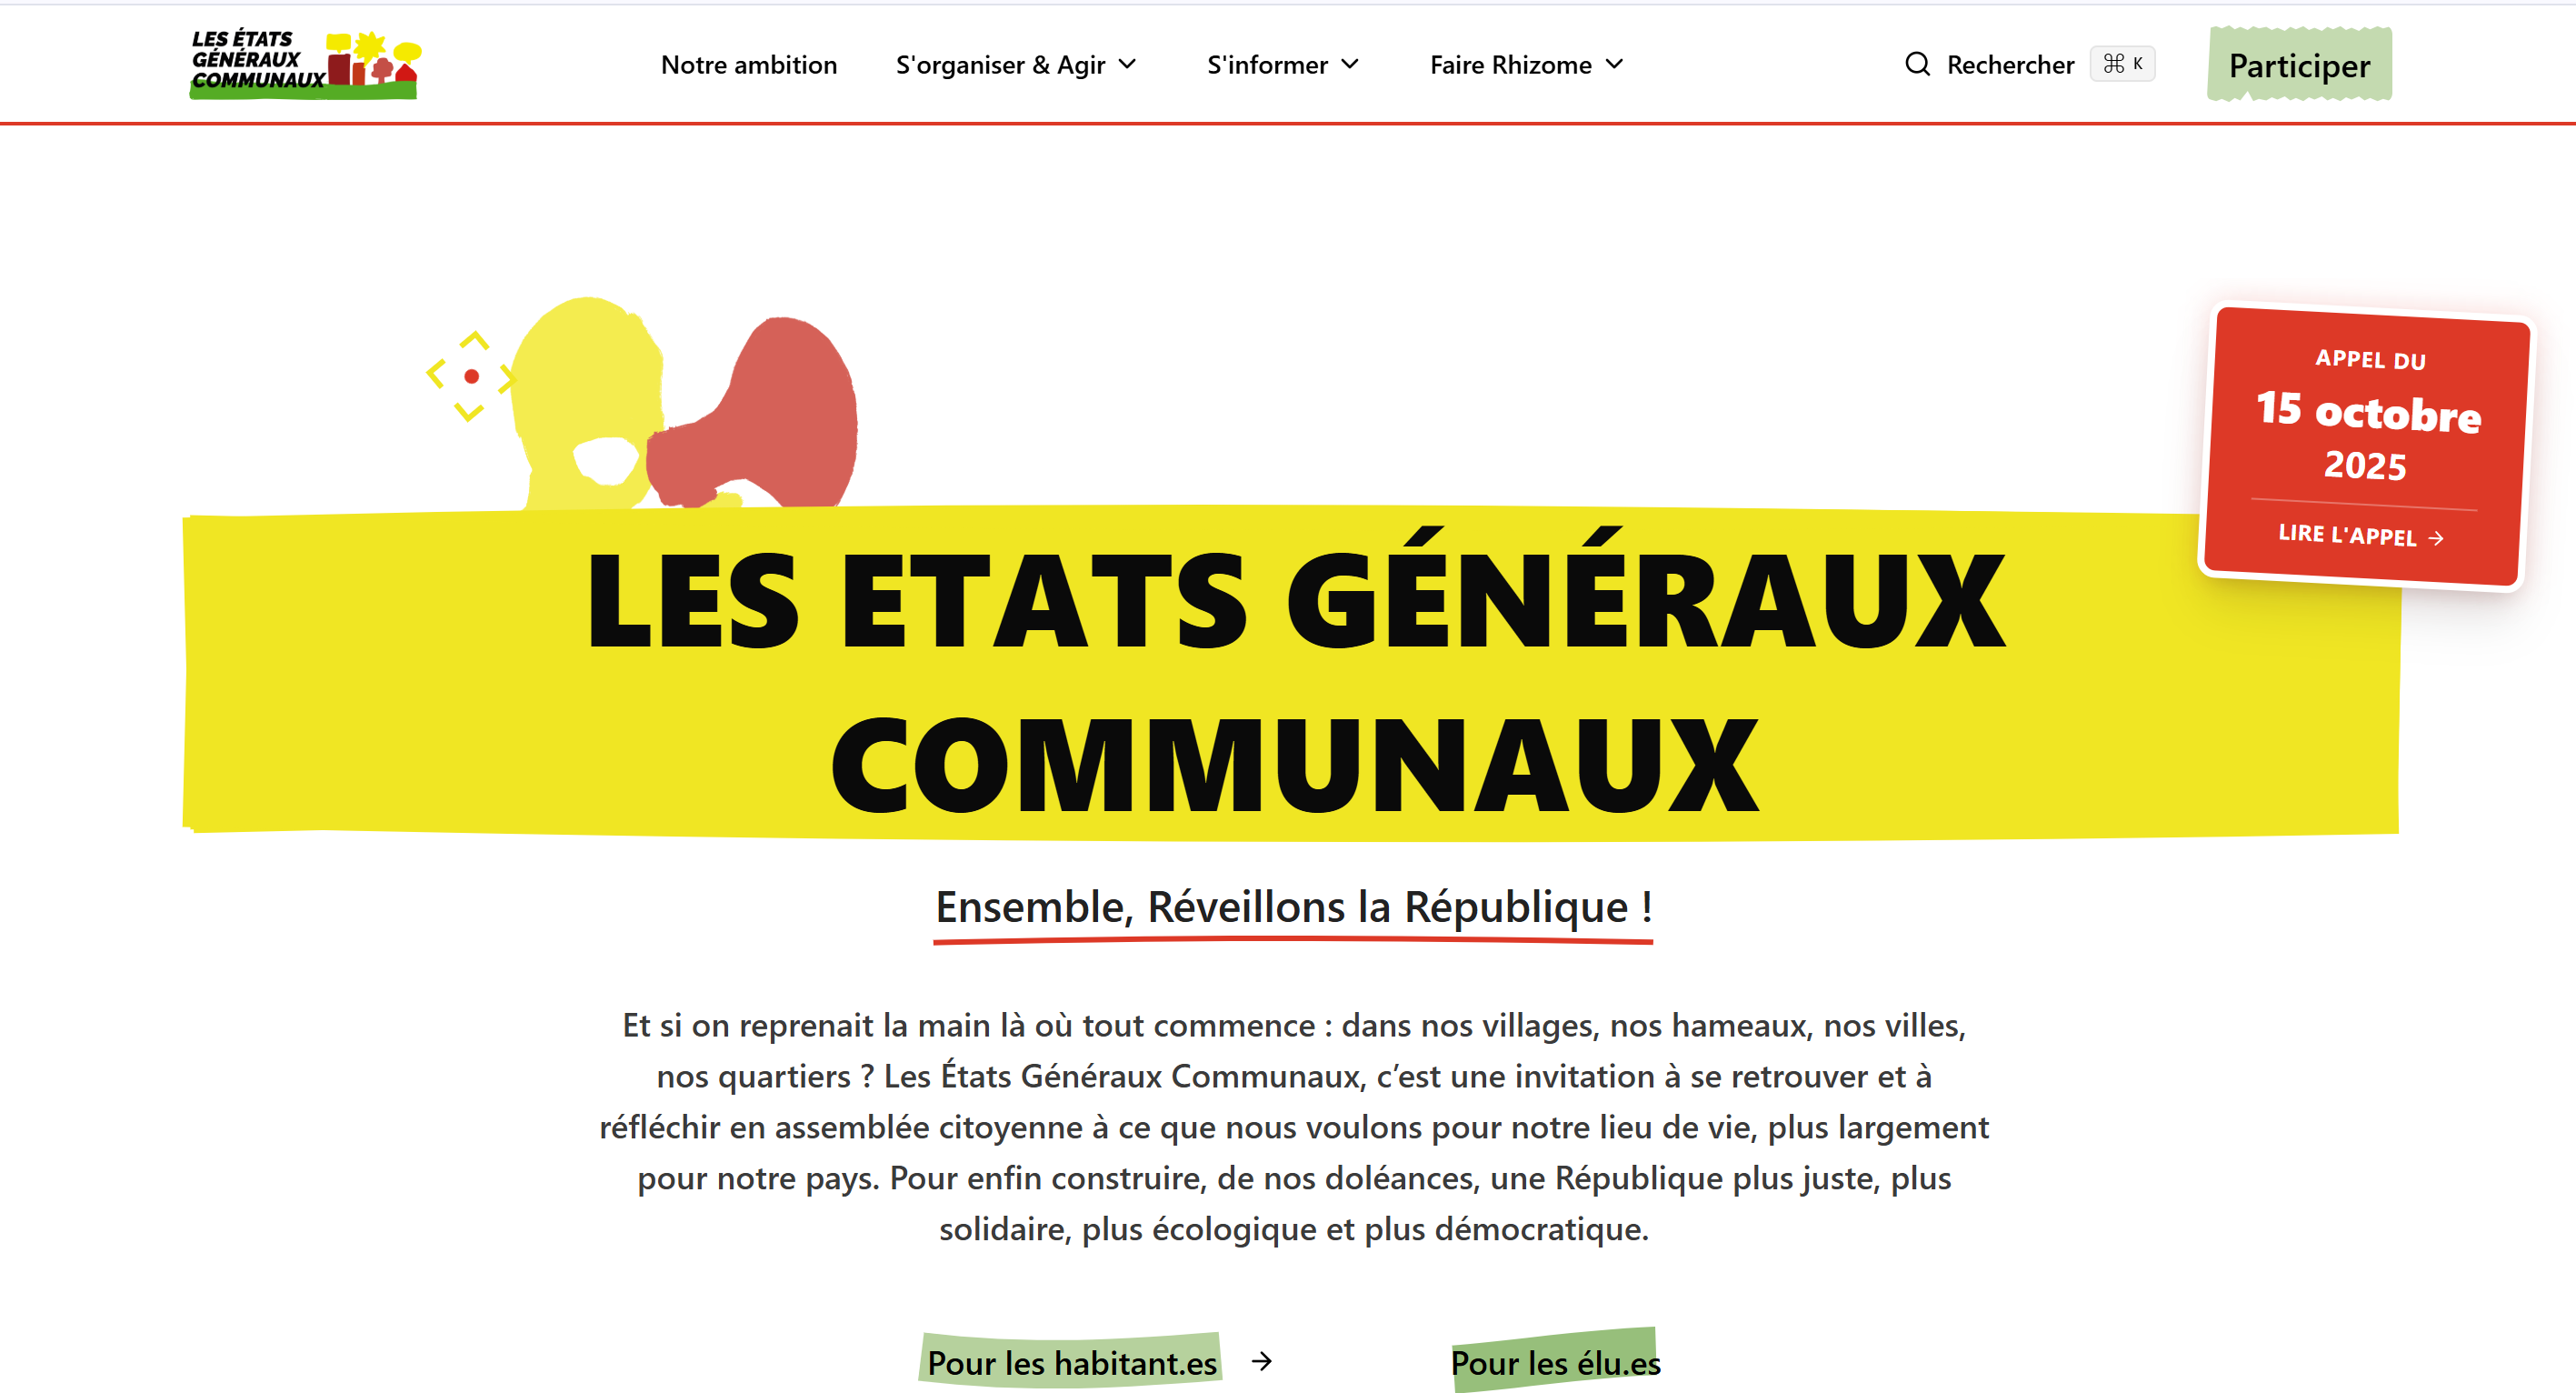 LES ÉTATS
GÉNÉRAUX
COMMUNAUX
Notre ambition
S'organiser & Agir
S'informer
Faire Rhizome
Rechercher
⌘ K
Participer
APPEL DU
15 octobre
2025
LIRE L'APPEL →
LES ETATS GÉNÉRAUX
COMMUNAUX
Ensemble, Réveillons la République !
Et si on reprenait la main là où tout commence : dans nos villages, nos hameaux, nos villes,
nos quartiers ? Les États Généraux Communaux, c’est une invitation à se retrouver et à
réfléchir en assemblée citoyenne à ce que nous voulons pour notre lieu de vie, plus largement
pour notre pays. Pour enfin construire, de nos doléances, une République plus juste, plus
solidaire, plus écologique et plus démocratique.
Pour les habitant.es →
Pour les élu.es